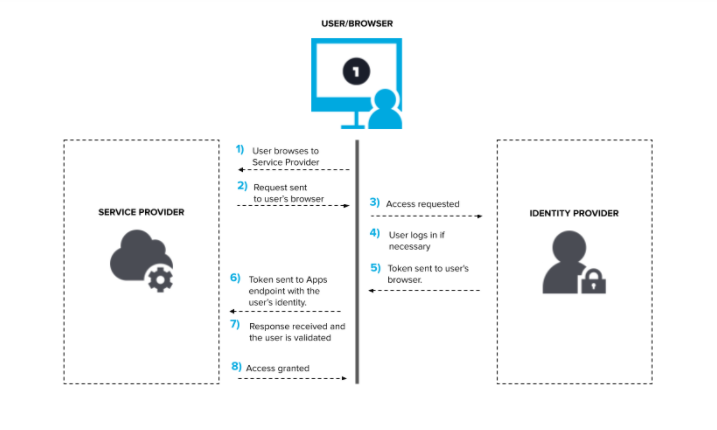 USER/BROWSER
1
1) User browses to
Service Provider
2) Request sent
to user's browser
SERVICE PROVIDER
3) Access requested
IDENTITY PROVIDER
4) User logs in if
necessary
5) Token sent to user's
browser.
6) Token sent to Apps
endpoint with the
user's identity.
7) Response received and
the user is validated
8) Access granted